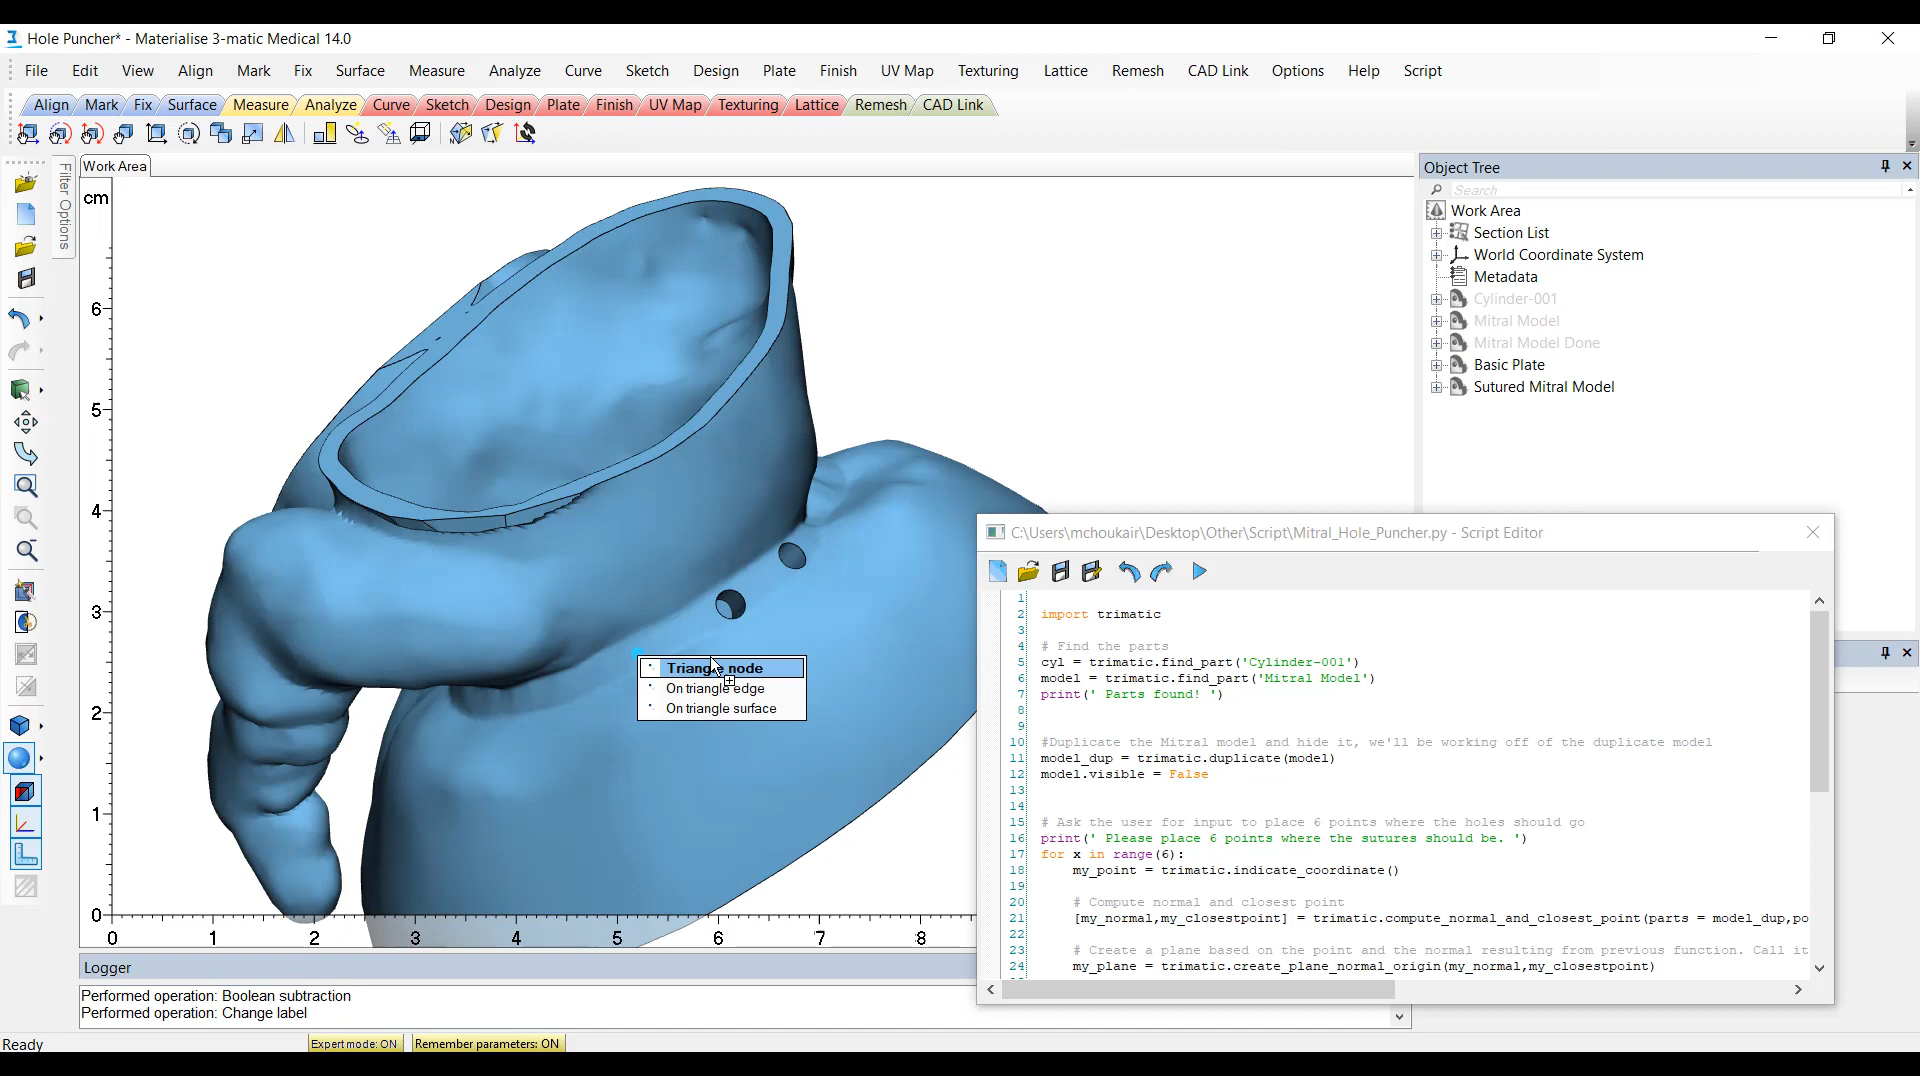 Hole Puncher* - Materialise 3-matic Medical 14.0
File Edit View Align Mark Fix Surface Measure Analyze Curve Sketch Design Plate Finish UV Map Texturing Lattice Remesh CAD Link Options Help Script
Align Mark Fix Surface Measure Analyze Curve Sketch Design Plate Finish UV Map Texturing Lattice Remesh CAD Link
Filter Options
Work Area
cm
6
5
4
3
2
1
0
0 1 2 3 4 5 6 7 8
Object Tree
Search
Work Area
Section List
World Coordinate System
Metadata
Cylinder-001
Mitral Model
Mitral Model Done
Basic Plate
Sutured Mitral Model
Triangle node
On triangle edge
On triangle surface
C:\Users\mchoukair\Desktop\Other\Script\Mitral_Hole_Puncher.py - Script Editor
1
2 import trimatic
3
4 # Find the parts
5 cyl = trimatic.find_part('Cylinder-001')
6 model = trimatic.find_part('Mitral Model')
7 print(' Parts found! ')
8
9
10 #Duplicate the Mitral model and hide it, we'll be working off of the duplicate model
11 model_dup = trimatic.duplicate(model)
12 model.visible = False
13
14
15 # Ask the user for input to place 6 points where the holes should go
16 print(' Please place 6 points where the sutures should be. ')
17 for x in range(6):
18 my_point = trimatic.indicate_coordinate()
19
20 # Compute normal and closest point
21 [my_normal,my_closestpoint] = trimatic.compute_normal_and_closest_point(parts = model_dup,po
22
23 # Create a plane based on the point and the normal resulting from previous function. Call it
24 my_plane = trimatic.create_plane_normal_origin(my_normal,my_closestpoint)
Logger
Performed operation: Boolean subtraction
Performed operation: Change label
Ready
Expert mode: ON
Remember parameters: ON